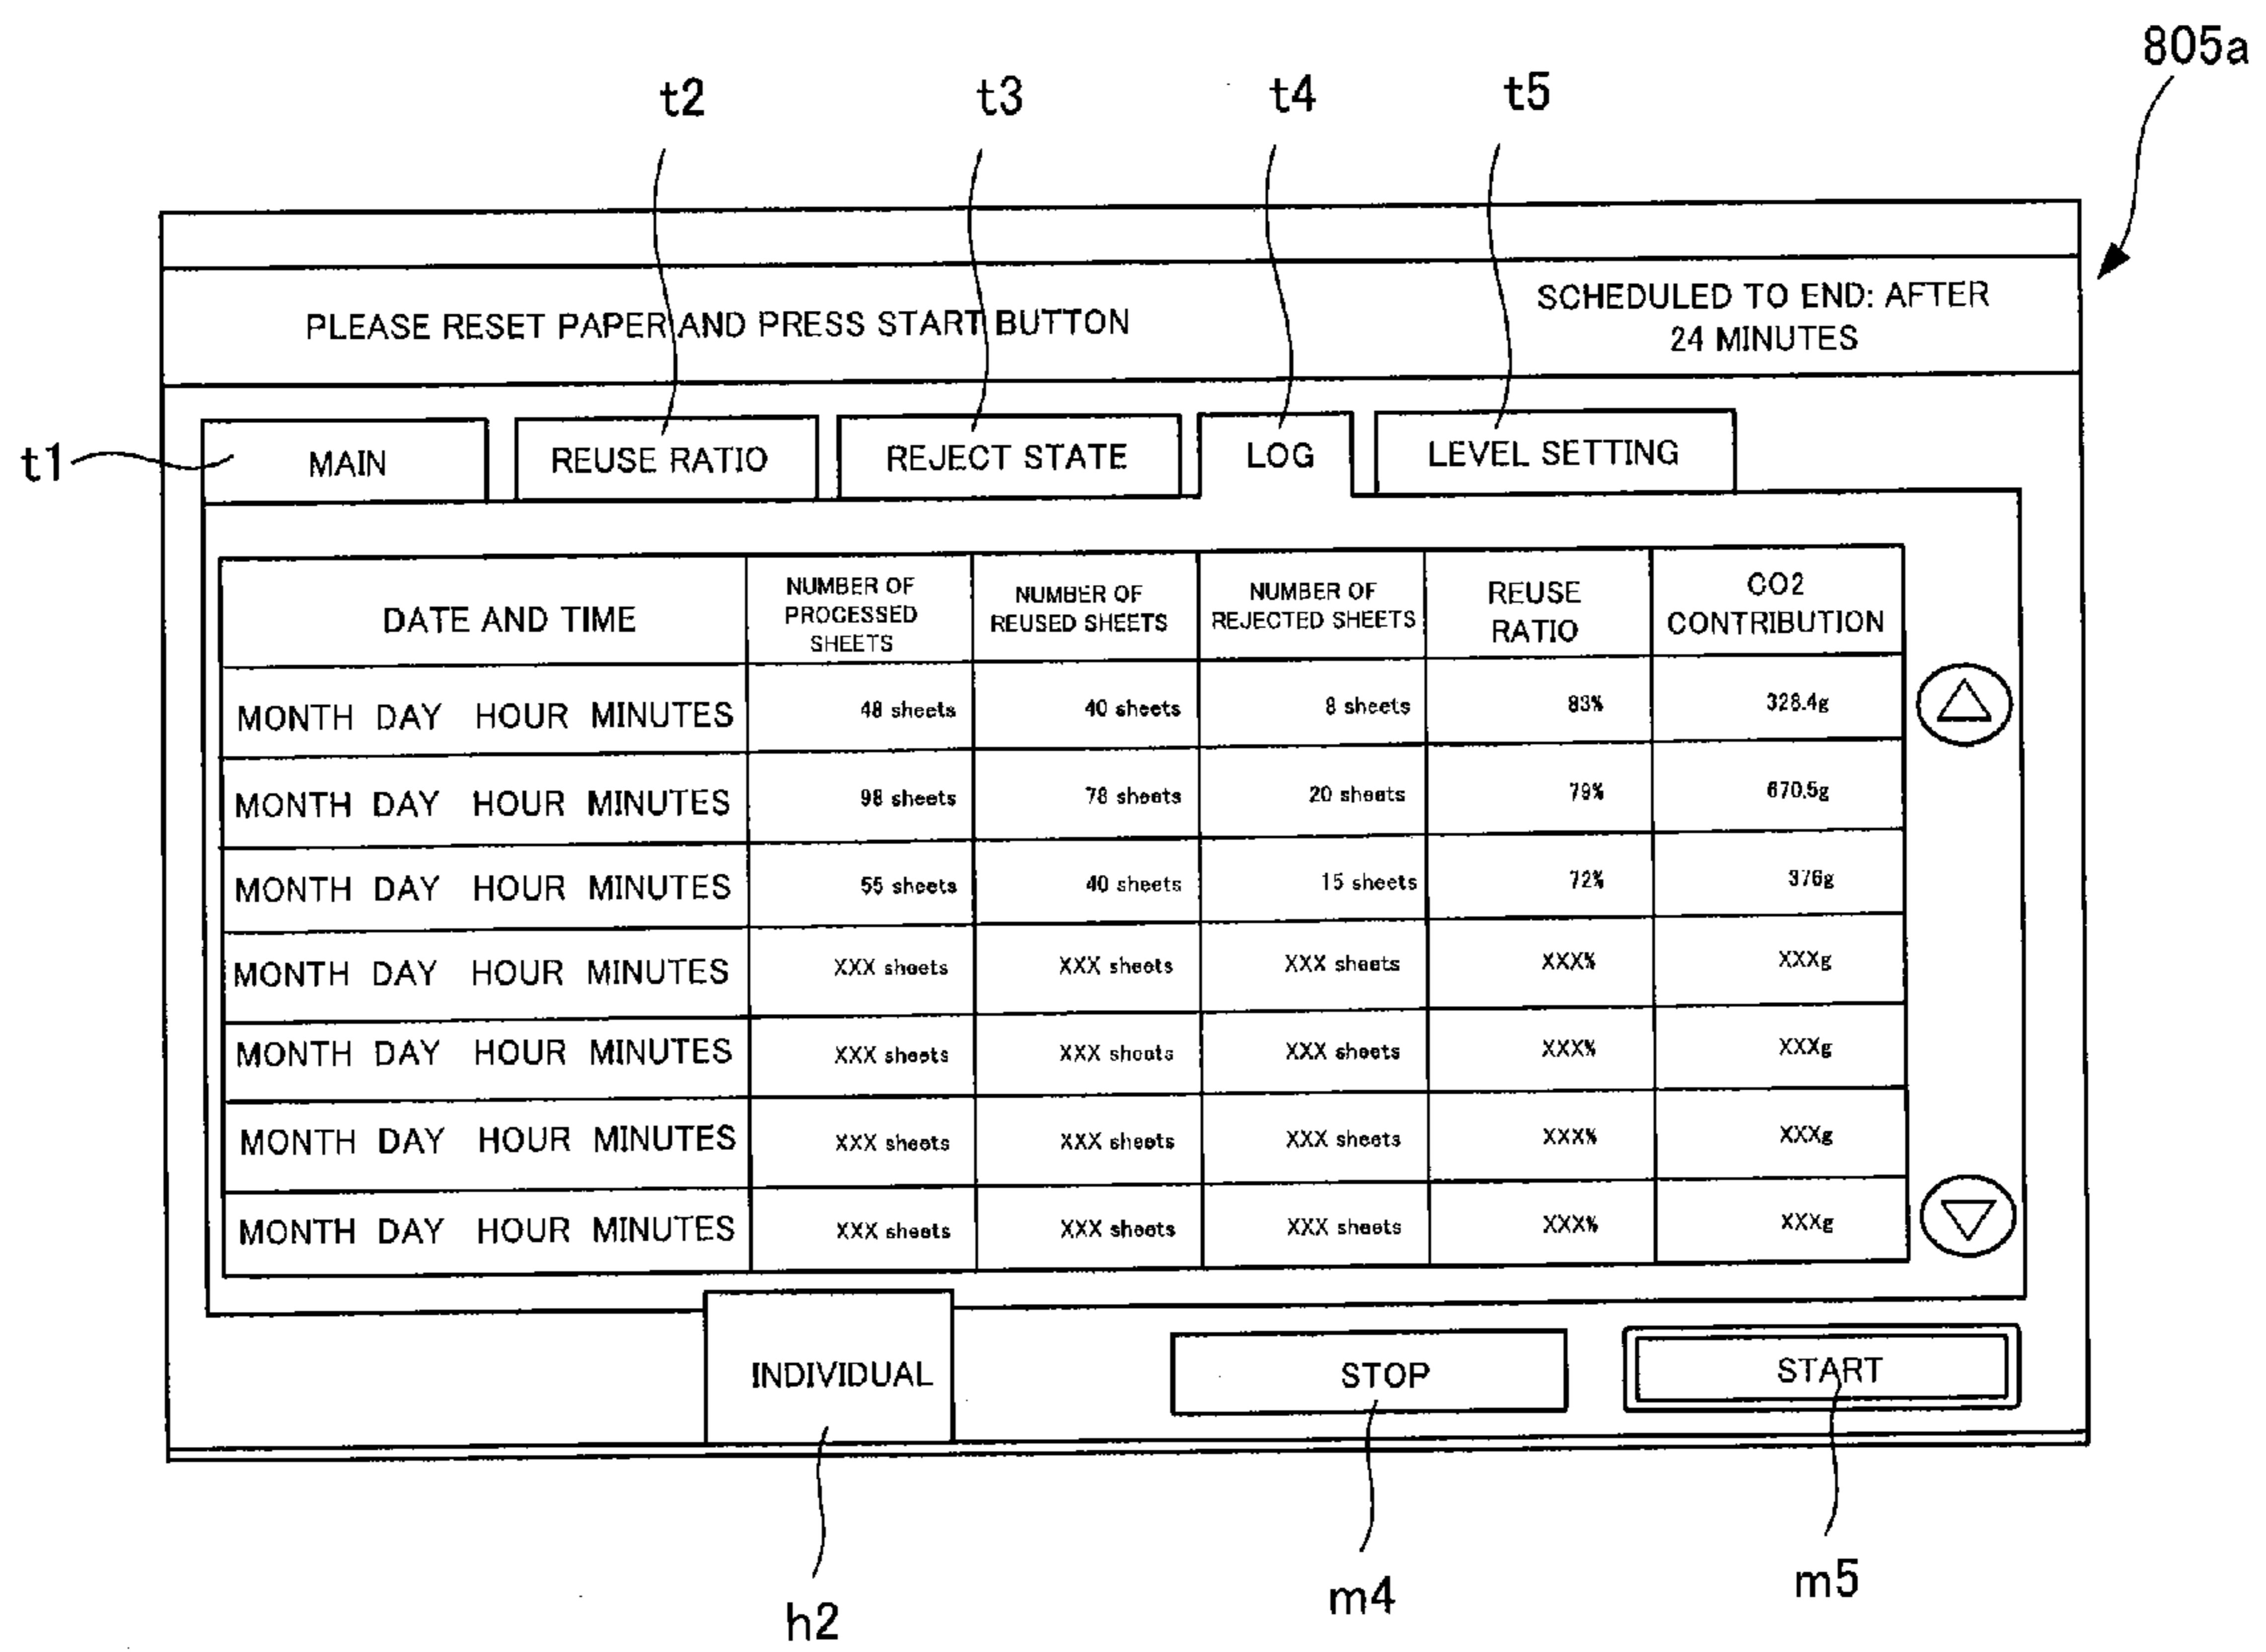 805a
t2 t3 t4 t5
PLEASE RESET PAPER AND PRESS START BUTTON
SCHEDULED TO END: AFTER
24 MINUTES
t1
MAIN REUSE RATIO REJECT STATE LOG LEVEL SETTING
DATE AND TIME
NUMBER OF
PROCESSED
SHEETS
NUMBER OF
REUSED SHEETS
NUMBER OF
REJECTED SHEETS
REUSE
RATIO
CO2
CONTRIBUTION
MONTH DAY HOUR MINUTES 48 sheets 40 sheets 8 sheets 83% 328.4g
MONTH DAY HOUR MINUTES 98 sheets 78 sheets 20 sheets 79% 670.5g
MONTH DAY HOUR MINUTES 55 sheets 40 sheets 15 sheets 72% 376g
MONTH DAY HOUR MINUTES XXX sheets XXX sheets XXX sheets XXX% XXXg
MONTH DAY HOUR MINUTES XXX sheets XXX sheets XXX sheets XXX% XXXg
MONTH DAY HOUR MINUTES XXX sheets XXX sheets XXX sheets XXX% XXXg
MONTH DAY HOUR MINUTES XXX sheets XXX sheets XXX sheets XXX% XXXg
INDIVIDUAL STOP START
h2 m4 m5